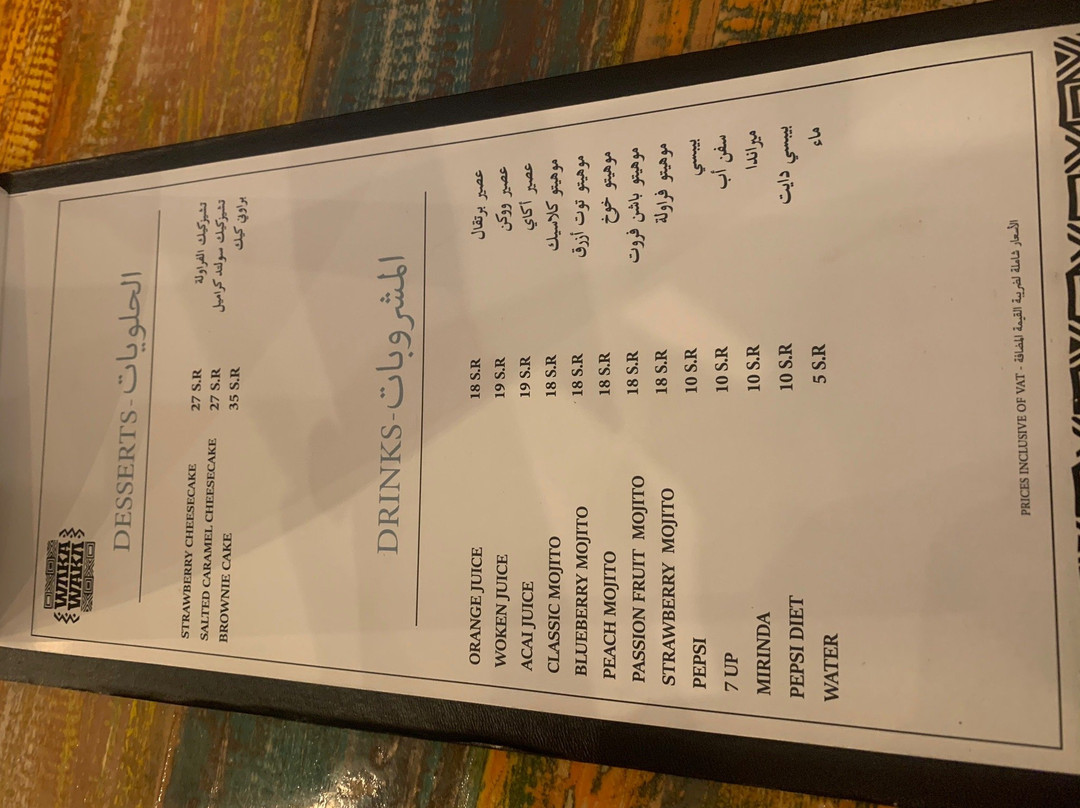 WAKA
WAKA
DESSERTS - الحلويات
STRAWBERRY CHEESECAKE 27 S.R تشيزكيك الفراولة
SALTED CARAMEL CHEESECAKE 27 S.R تشيزكيك سولتد كراميل
BROWNIE CAKE 35 S.R براوني كيك
DRINKS - المشروبات
ORANGE JUICE 18 S.R عصير برتقال
WOKEN JUICE 19 S.R عصير ووكن
ACAI JUICE 19 S.R عصير اكاي
CLASSIC MOJITO 18 S.R موهيتو كلاسيك
BLUEBERRY MOJITO 18 S.R موهيتو توت أزرق
PEACH MOJITO 18 S.R موهيتو خوخ
PASSION FRUIT MOJITO 18 S.R موهيتو باشن فروت
STRAWBERRY MOJITO 18 S.R موهيتو فراولة
PEPSI 10 S.R بيبسي
7 UP 10 S.R سفن أب
MIRINDA 10 S.R ميراندا
PEPSI DIET 10 S.R بيبسي دايت
WATER 5 S.R ماء
PRICES INCLUSIVE OF VAT - الأسعار شاملة لضريبة القيمة المضافة